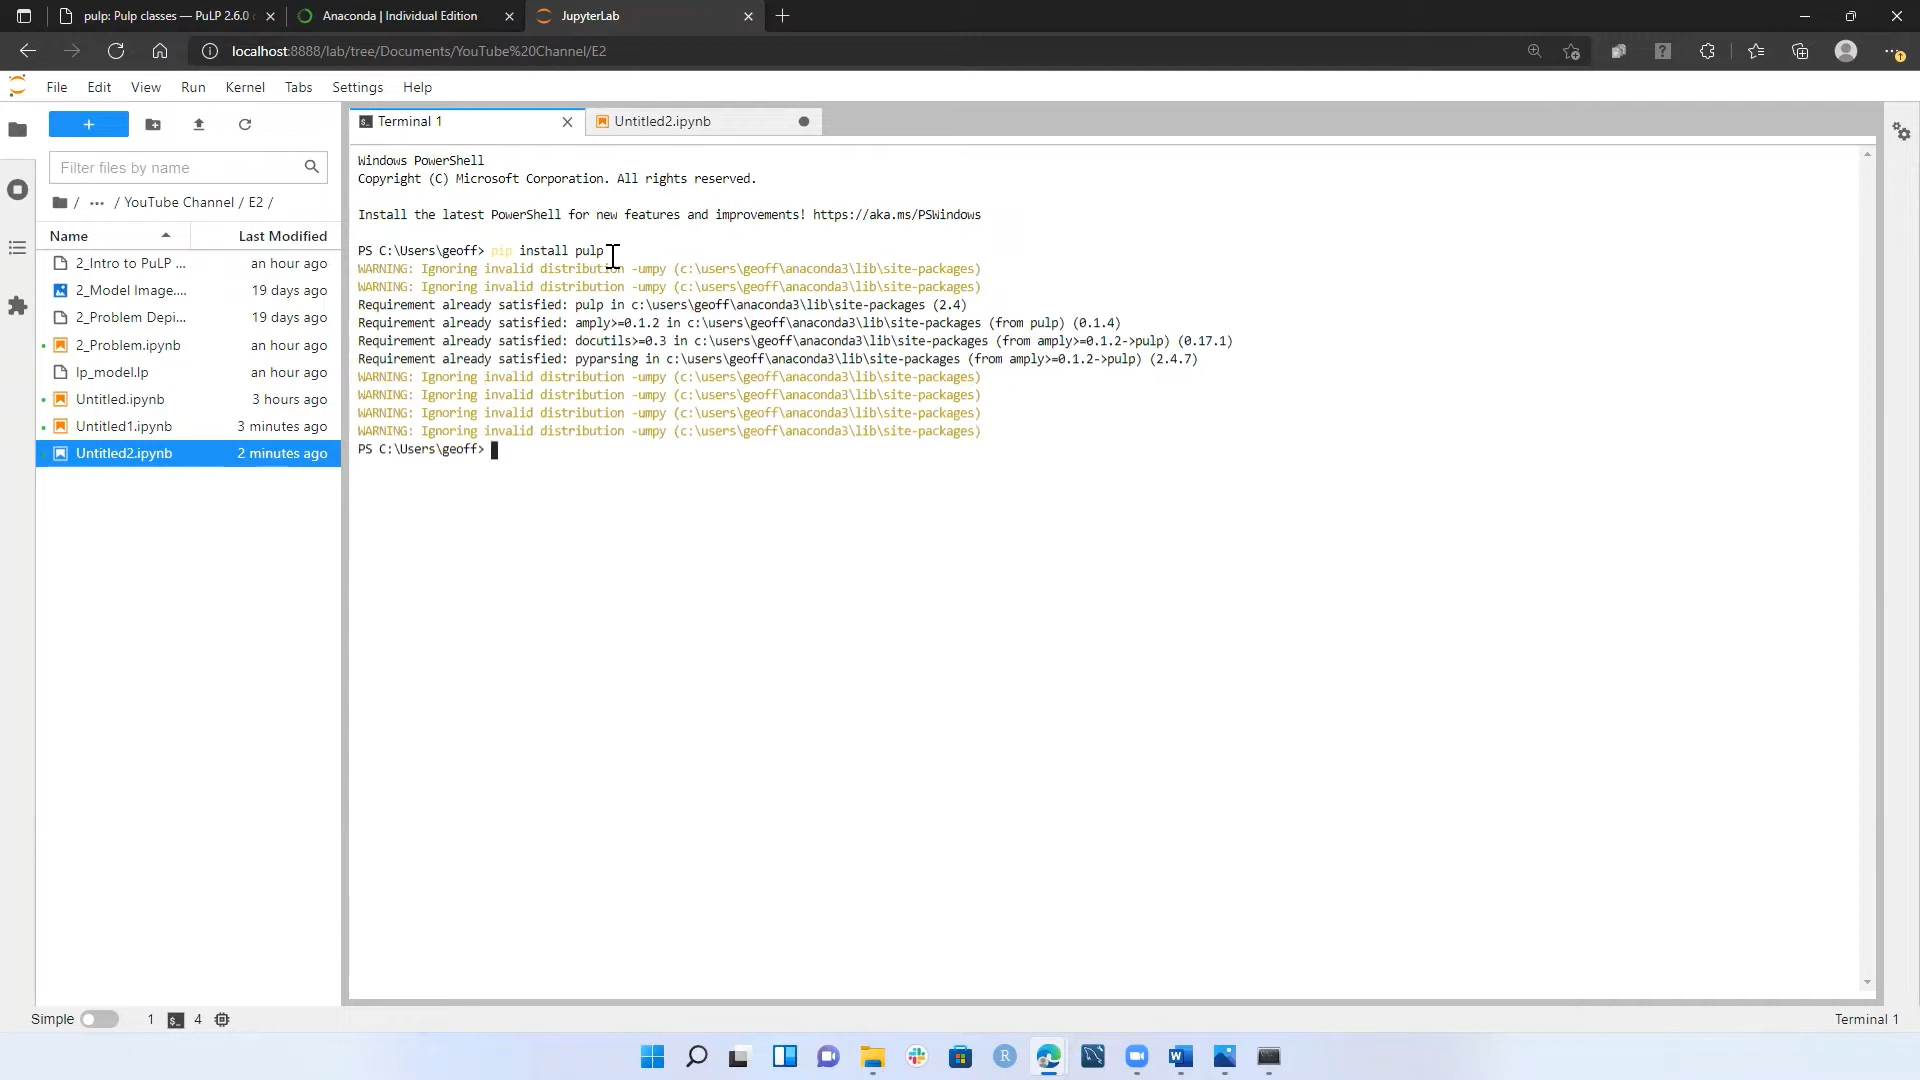 pulp: Pulp classes — PuLP 2.6.0
Anaconda | Individual Edition
JupyterLab
localhost:8888/lab/tree/Documents/YouTube%20Channel/E2
File Edit View Run Kernel Tabs Settings Help
Filter files by name
/ ••• / YouTube Channel / E2 /
Name Last Modified
2_Intro to PuLP ... an hour ago
2_Model Image.... 19 days ago
2_Problem Depi... 19 days ago
2_Problem.ipynb an hour ago
lp_model.lp an hour ago
Untitled.ipynb 3 hours ago
Untitled1.ipynb 3 minutes ago
Untitled2.ipynb 2 minutes ago
Terminal 1
Untitled2.ipynb
Windows PowerShell
Copyright (C) Microsoft Corporation. All rights reserved.
Install the latest PowerShell for new features and improvements! https://aka.ms/PSWindows
PS C:\Users\geoff> pip install pulp
WARNING: Ignoring invalid distribution -umpy (c:\users\geoff\anaconda3\lib\site-packages)
WARNING: Ignoring invalid distribution -umpy (c:\users\geoff\anaconda3\lib\site-packages)
Requirement already satisfied: pulp in c:\users\geoff\anaconda3\lib\site-packages (2.4)
Requirement already satisfied: amply>=0.1.2 in c:\users\geoff\anaconda3\lib\site-packages (from pulp) (0.1.4)
Requirement already satisfied: docutils>=0.3 in c:\users\geoff\anaconda3\lib\site-packages (from amply>=0.1.2->pulp) (0.17.1)
Requirement already satisfied: pyparsing in c:\users\geoff\anaconda3\lib\site-packages (from amply>=0.1.2->pulp) (2.4.7)
WARNING: Ignoring invalid distribution -umpy (c:\users\geoff\anaconda3\lib\site-packages)
WARNING: Ignoring invalid distribution -umpy (c:\users\geoff\anaconda3\lib\site-packages)
WARNING: Ignoring invalid distribution -umpy (c:\users\geoff\anaconda3\lib\site-packages)
WARNING: Ignoring invalid distribution -umpy (c:\users\geoff\anaconda3\lib\site-packages)
PS C:\Users\geoff>
Simple 1 4 Terminal 1